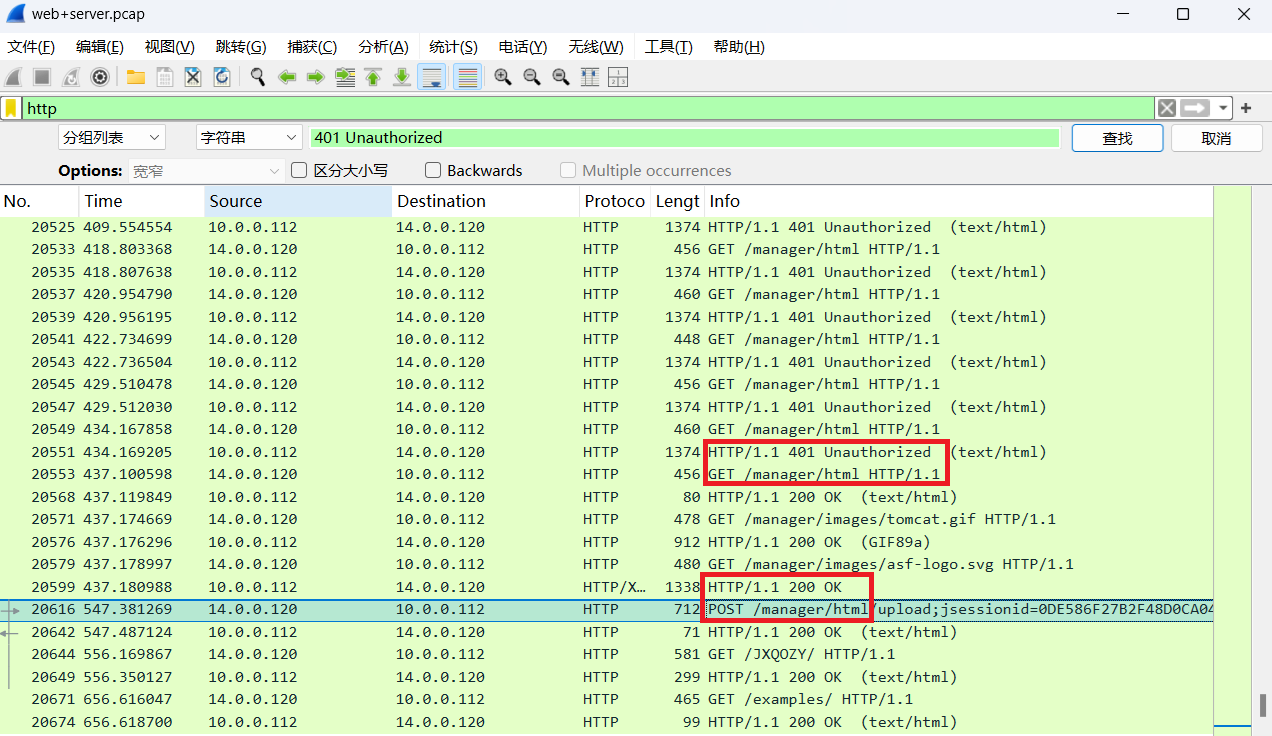 web+server.pcap
文件(F) 编辑(E) 视图(V) 跳转(G) 捕获(C) 分析(A) 统计(S) 电话(Y) 无线(W) 工具(T) 帮助(H)
http
分组列表 字符串 401 Unauthorized 查找 取消
Options: 宽窄 区分大小写 Backwards Multiple occurrences
No. Time Source Destination Protoco Lengt Info
20525 409.554554 10.0.0.112 14.0.0.120 HTTP 1374 HTTP/1.1 401 Unauthorized (text/html)
20533 418.803368 14.0.0.120 10.0.0.112 HTTP 456 GET /manager/html HTTP/1.1
20535 418.807638 10.0.0.112 14.0.0.120 HTTP 1374 HTTP/1.1 401 Unauthorized (text/html)
20537 420.954790 14.0.0.120 10.0.0.112 HTTP 460 GET /manager/html HTTP/1.1
20539 420.956195 10.0.0.112 14.0.0.120 HTTP 1374 HTTP/1.1 401 Unauthorized (text/html)
20541 422.734699 14.0.0.120 10.0.0.112 HTTP 448 GET /manager/html HTTP/1.1
20543 422.736504 10.0.0.112 14.0.0.120 HTTP 1374 HTTP/1.1 401 Unauthorized (text/html)
20545 429.510478 14.0.0.120 10.0.0.112 HTTP 456 GET /manager/html HTTP/1.1
20547 429.512030 10.0.0.112 14.0.0.120 HTTP 1374 HTTP/1.1 401 Unauthorized (text/html)
20549 434.167858 14.0.0.120 10.0.0.112 HTTP 460 GET /manager/html HTTP/1.1
20551 434.169205 10.0.0.112 14.0.0.120 HTTP 1374 HTTP/1.1 401 Unauthorized (text/html)
20553 437.100598 14.0.0.120 10.0.0.112 HTTP 456 GET /manager/html HTTP/1.1
20568 437.119849 10.0.0.112 14.0.0.120 HTTP 80 HTTP/1.1 200 OK (text/html)
20571 437.174669 14.0.0.120 10.0.0.112 HTTP 478 GET /manager/images/tomcat.gif HTTP/1.1
20576 437.176296 10.0.0.112 14.0.0.120 HTTP 912 HTTP/1.1 200 OK (GIF89a)
20579 437.178997 14.0.0.120 10.0.0.112 HTTP 480 GET /manager/images/asf-logo.svg HTTP/1.1
20599 437.180988 10.0.0.112 14.0.0.120 HTTP/X… 1338 HTTP/1.1 200 OK
20616 547.381269 14.0.0.120 10.0.0.112 HTTP 712 POST /manager/html/upload;jsessionid=0DE586F27B2F48D0CA04
20642 547.487124 10.0.0.112 14.0.0.120 HTTP 71 HTTP/1.1 200 OK (text/html)
20644 556.169867 14.0.0.120 10.0.0.112 HTTP 581 GET /JXQOZY/ HTTP/1.1
20649 556.350127 10.0.0.112 14.0.0.120 HTTP 299 HTTP/1.1 200 OK (text/html)
20671 656.616047 14.0.0.120 10.0.0.112 HTTP 465 GET /examples/ HTTP/1.1
20674 656.618700 10.0.0.112 14.0.0.120 HTTP 99 HTTP/1.1 200 OK (text/html)